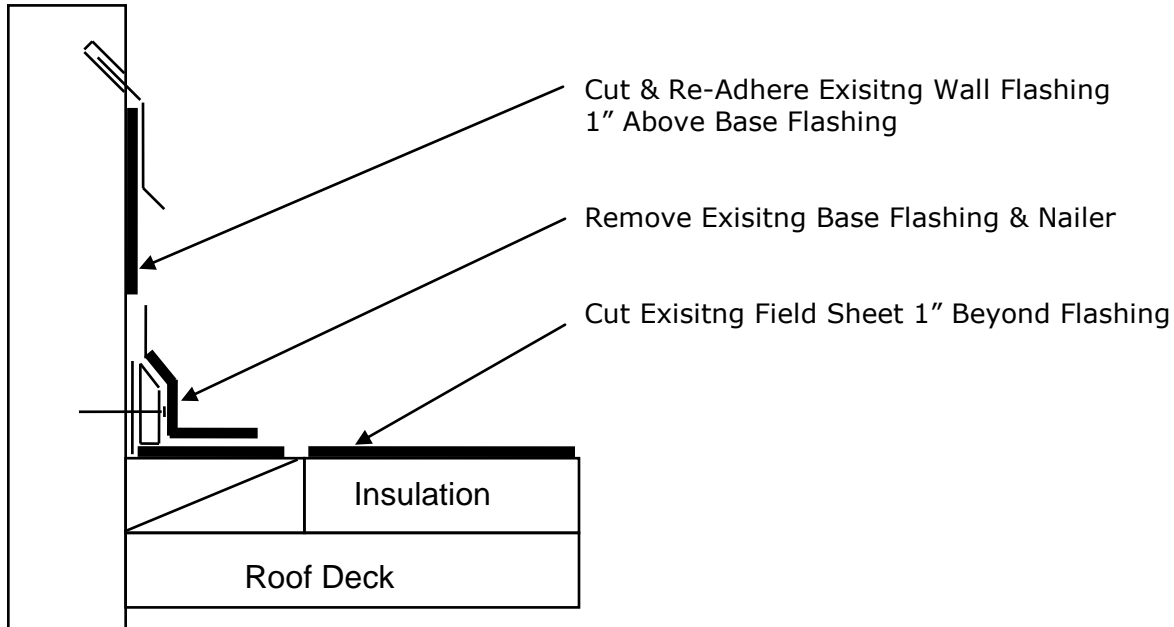 Cut & Re-Adhere Exisitng Wall Flashing
1” Above Base Flashing
Remove Exisitng Base Flashing & Nailer
Cut Exisitng Field Sheet 1” Beyond Flashing
Insulation
Roof Deck